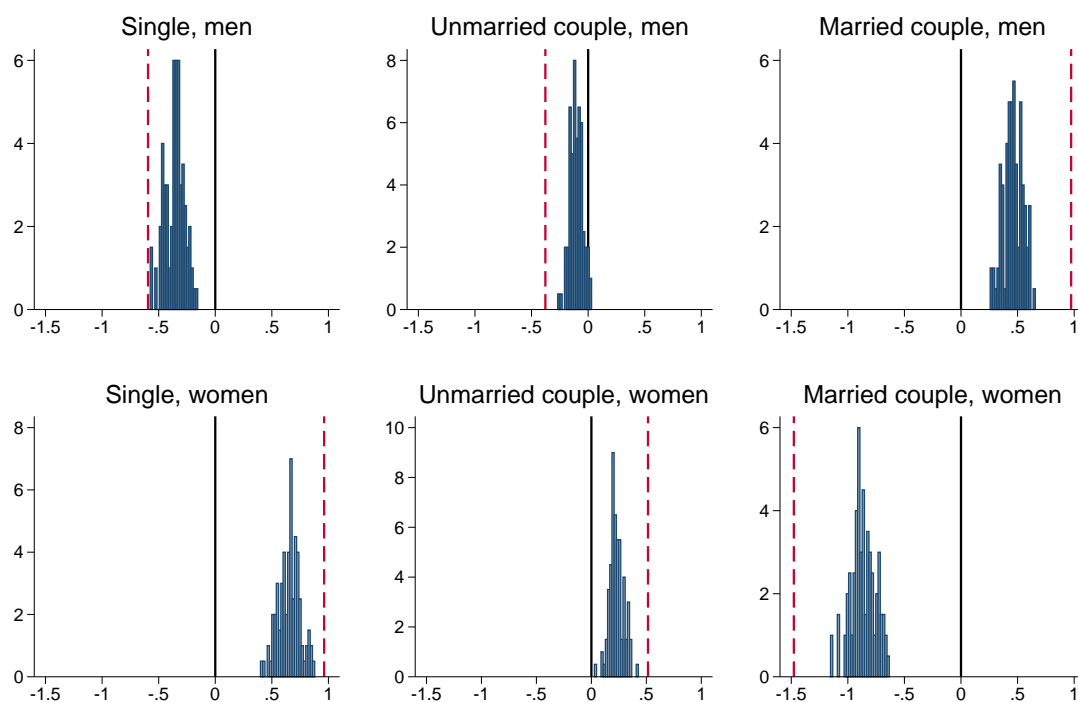 Single, men
Unmarried couple, men
Married couple, men
6
4
2
0
-1.5 -1 -.5 0 .5 1
8
6
4
2
0
-1.5 -1 -.5 0 .5 1
6
4
2
0
-1.5 -1 -.5 0 .5 1
Single, women
Unmarried couple, women
Married couple, women
8
6
4
2
0
-1.5 -1 -.5 0 .5 1
10
8
6
4
2
0
-1.5 -1 -.5 0 .5 1
6
4
2
0
-1.5 -1 -.5 0 .5 1